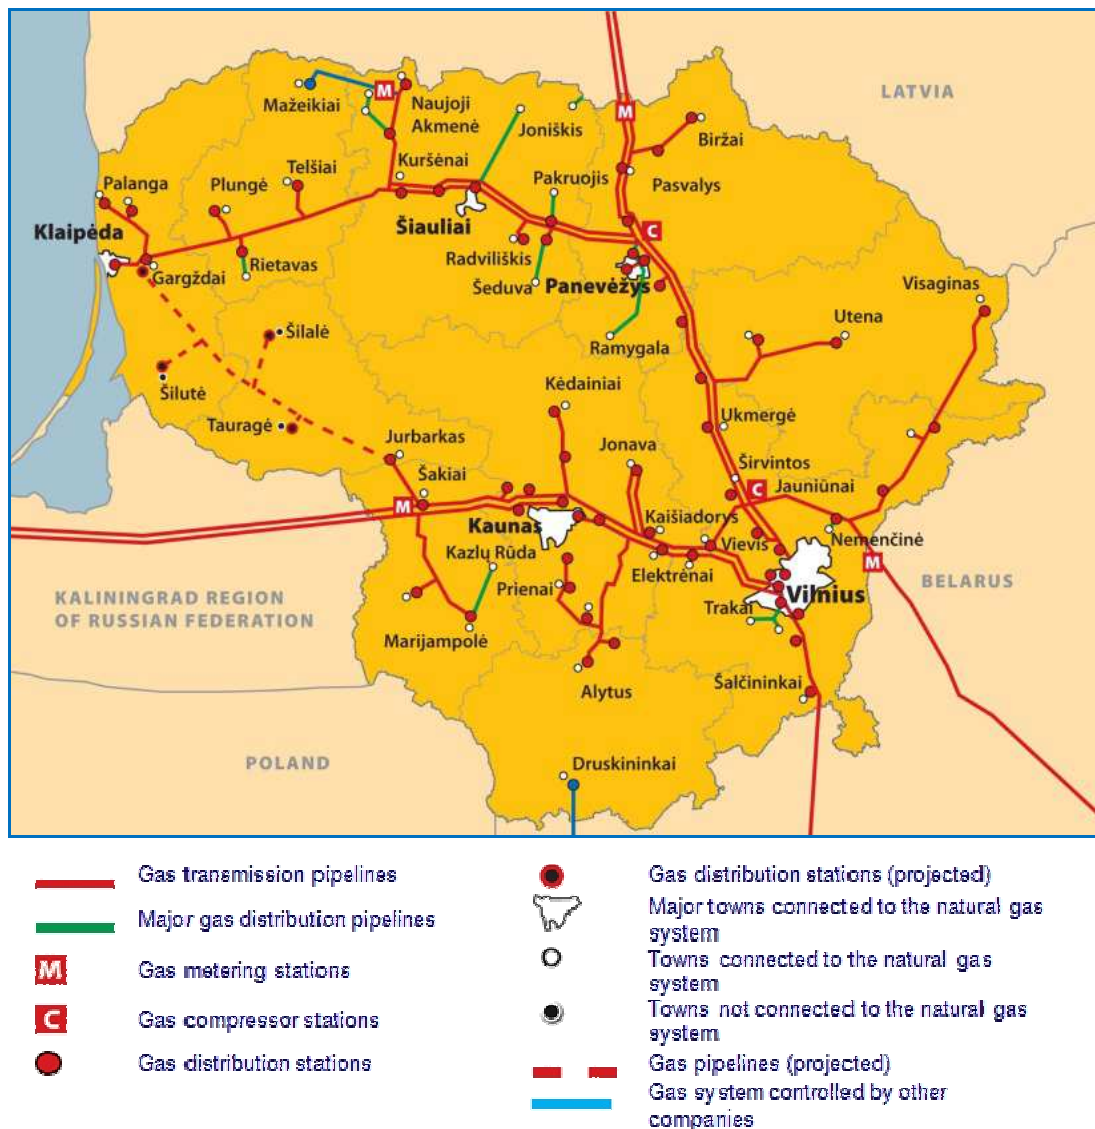 LATVIA
M
Mažeikiai
Naujoji
Akmenė
Joniškis
M
Biržai
Telšiai
Kuršėnai
Palanga
Plungė
Pakruojis
Pasvalys
Klaipėda
Šiauliai
C
Gargždai
Rietavas
Radviliškis
Šeduva
Panevėžys
Visaginas
Utena
Šilalė
Ramygala
Šilutė
Kėdainiai
Tauragė
Ukmergė
Jurbarkas
Jonava
Širvintos
Šakiai
C
Jauniūnai
M
Kaunas
Kaišiadorys
Nemenčinė
Vievis
Kazlų Rūda
M
Elektrėnai
Prienai
BELARUS
KALININGRAD REGION
OF RUSSIAN FEDERATION
Vilnius
Trakai
Marijampolė
Alytus
Šalčininkai
POLAND
Druskininkai
Gas transmission pipelines
Major gas distribution pipelines
M Gas metering stations
C Gas compressor stations
Gas distribution stations
Gas distribution stations (projected)
Major towns connected to the natural gas
system
Towns connected to the natural gas
system
Towns not connected to the natural gas
system
Gas pipelines (projected)
Gas system controlled by other
companies